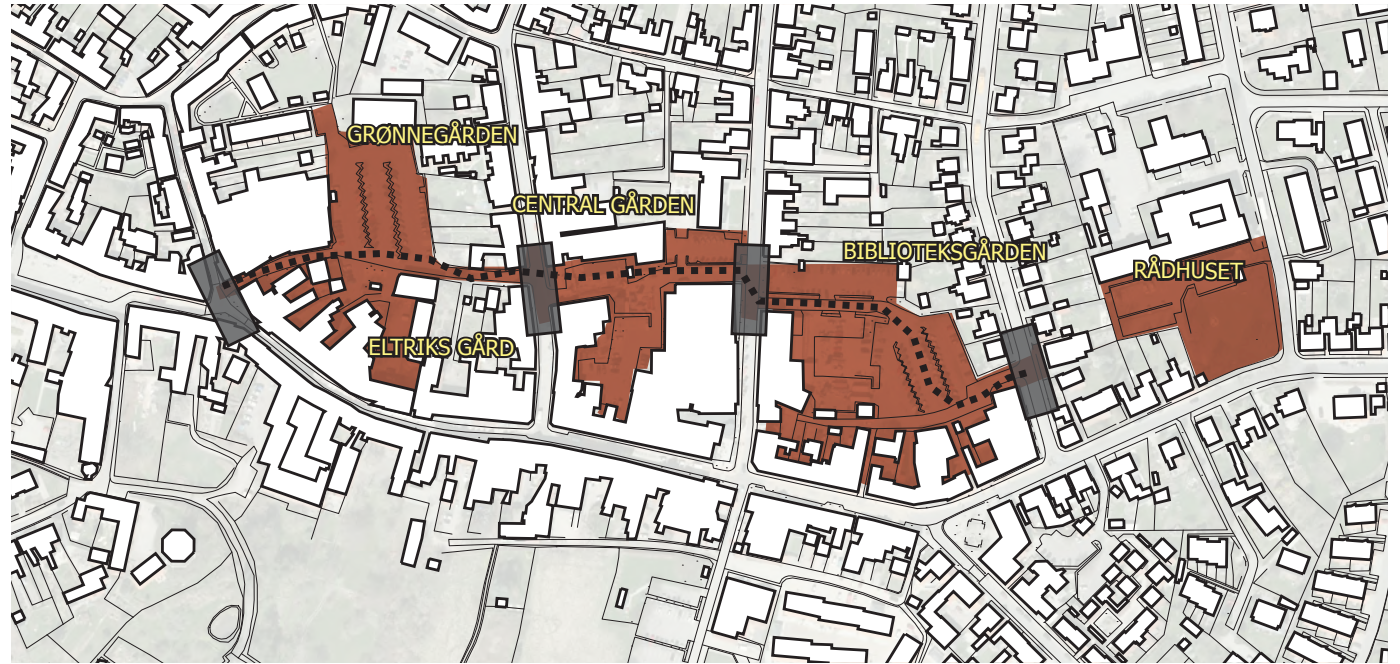 GRØNNEGÅRDEN
CENTRAL GÅRDEN
BIBLIOTEKSGÅRDEN
RÅDHUSET
ELTRIKS GÅRD